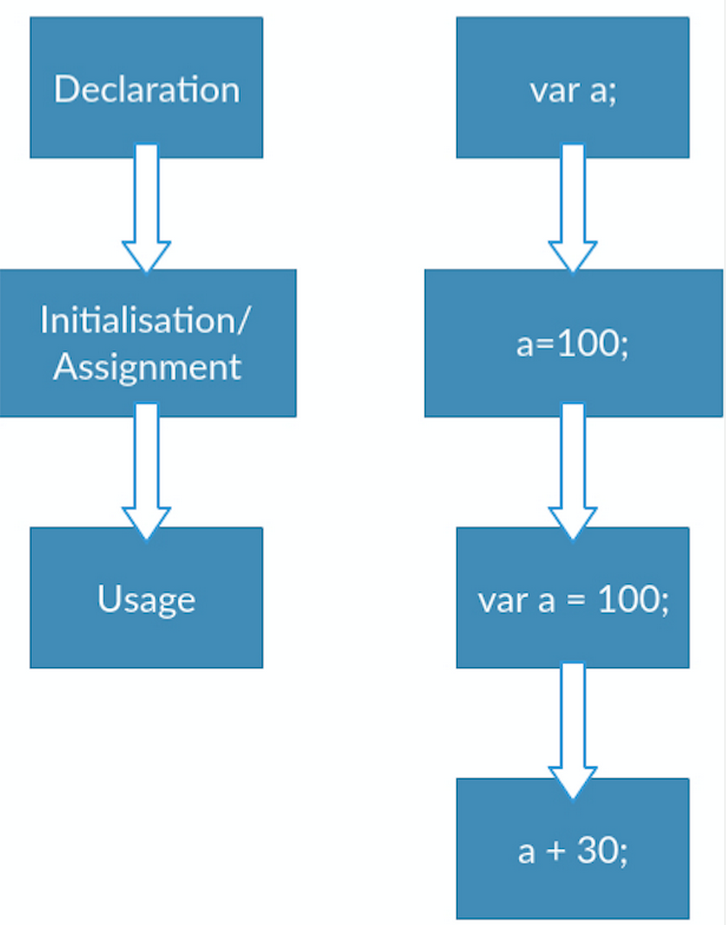 Declaration
Initialisation/
Assignment
Usage
var a;
a=100;
var a = 100;
a + 30;